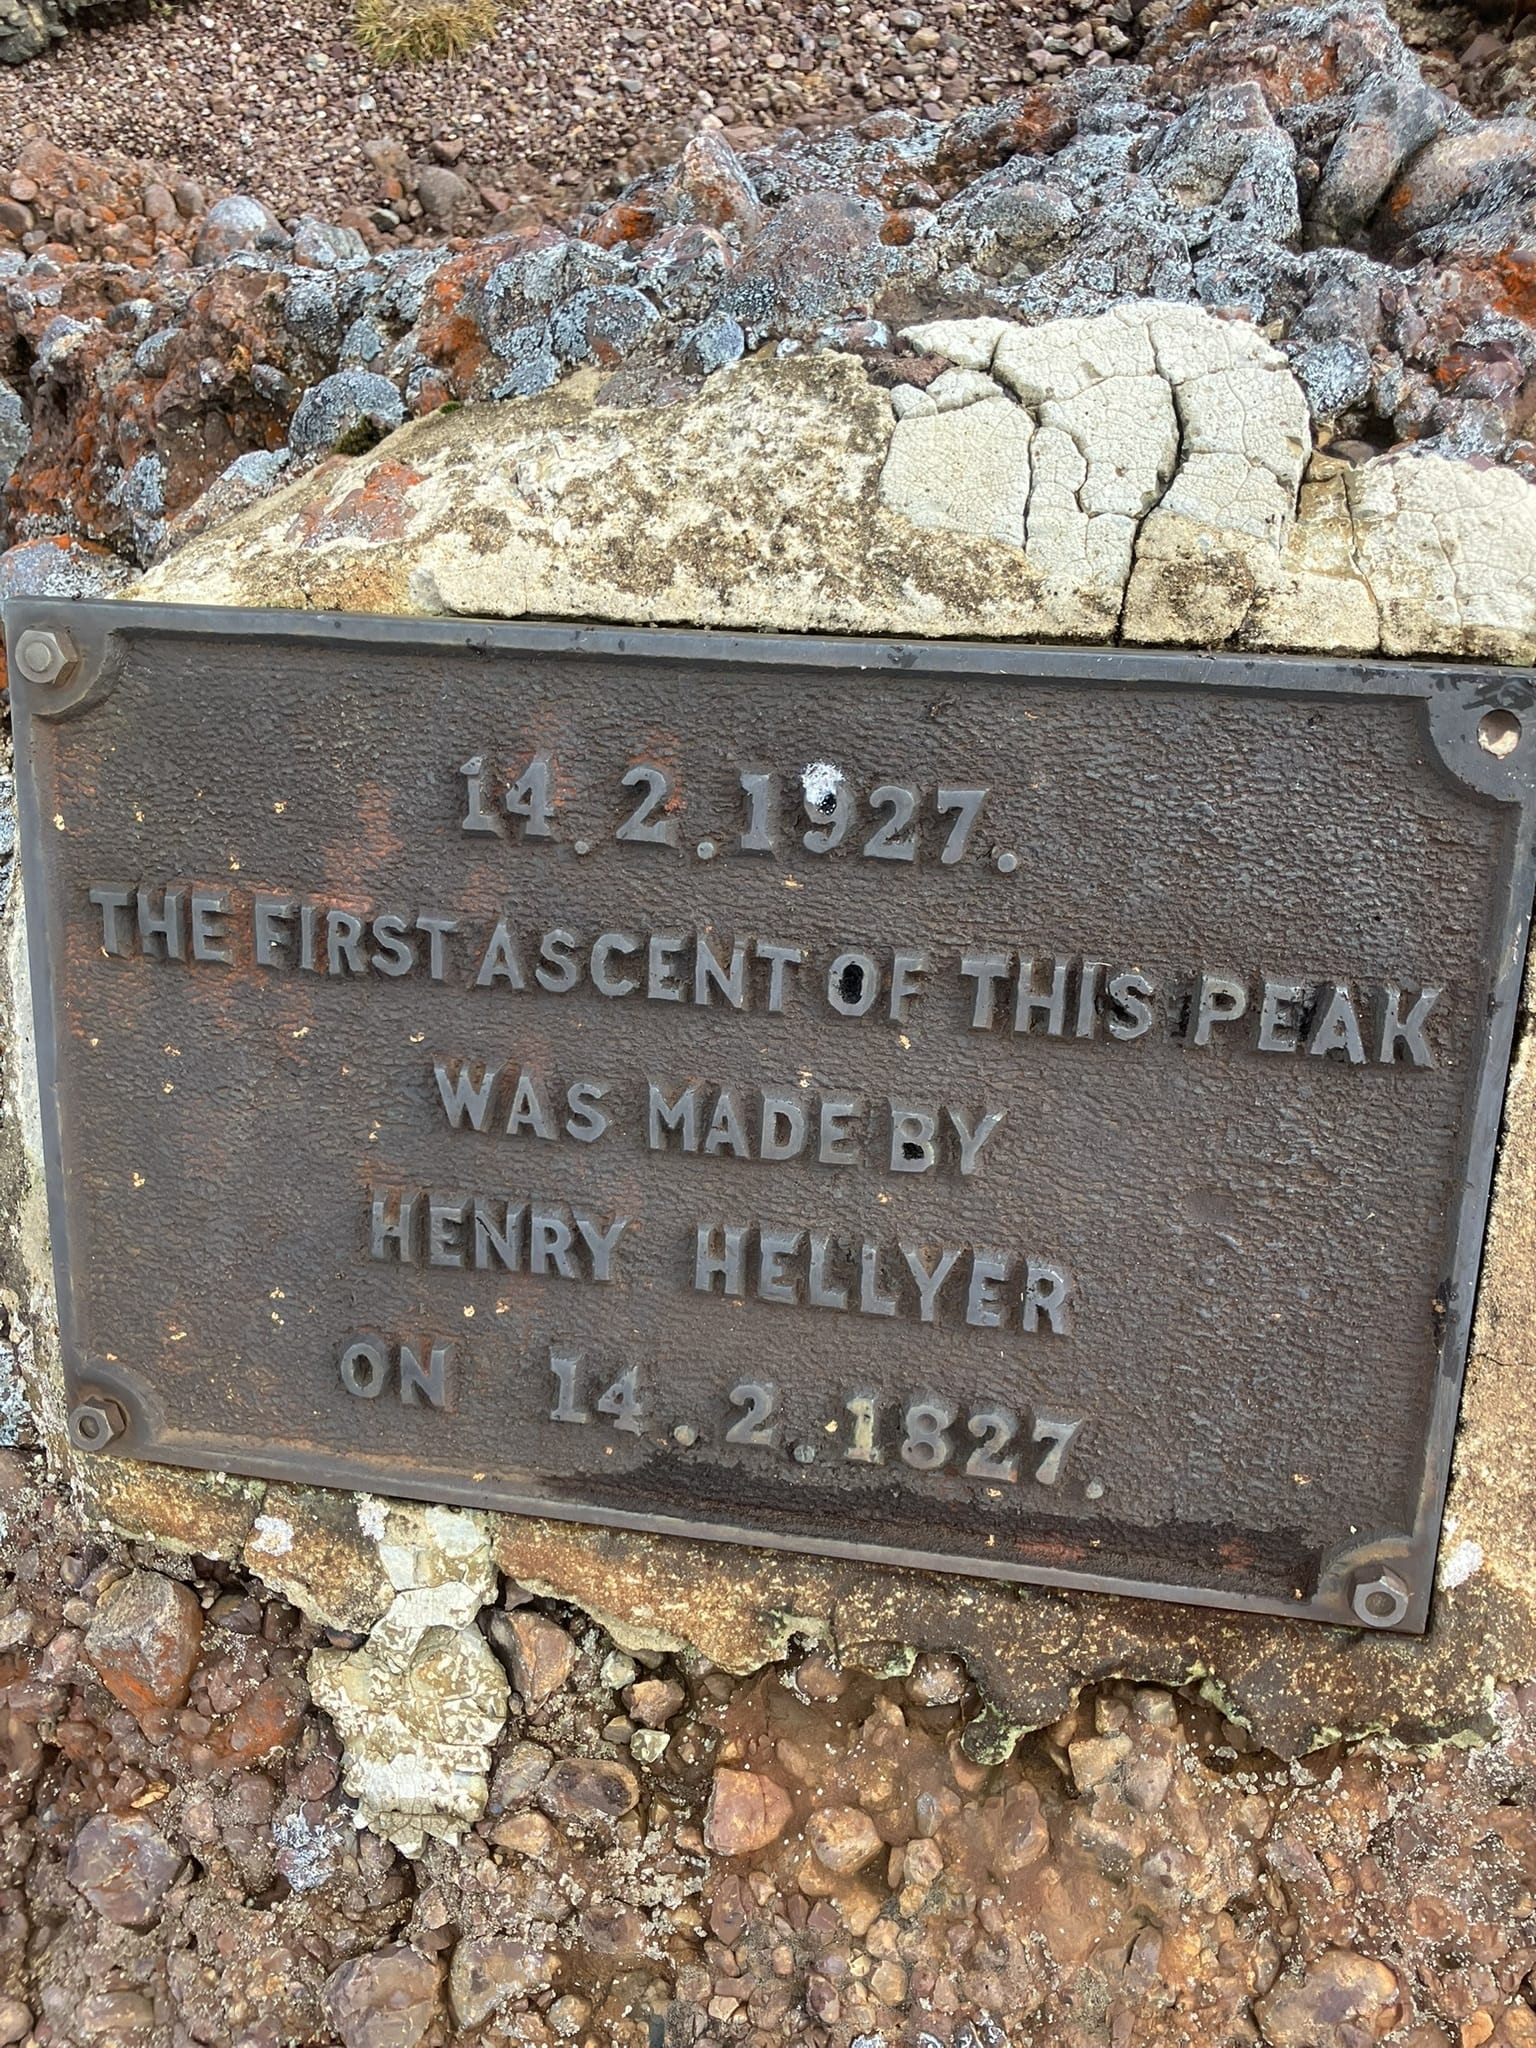 14.2.1927.
THE FIRST ASCENT OF THIS PEAK
WAS MADE BY
HENRY HELLYER
ON 14.2.1827.